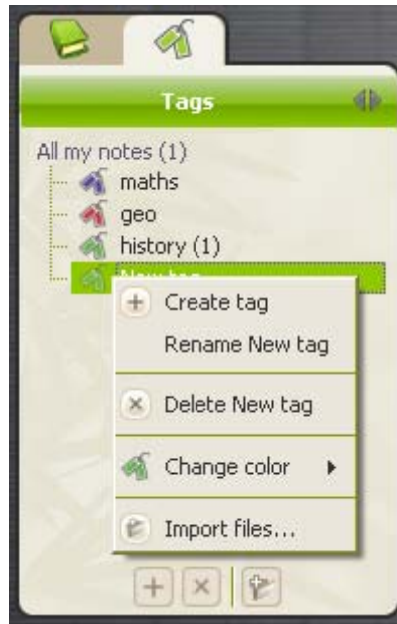 Tags
All my notes (1)
maths
geo
history (1)
New tag
Create tag
Rename New tag
Delete New tag
Change color
Import files...